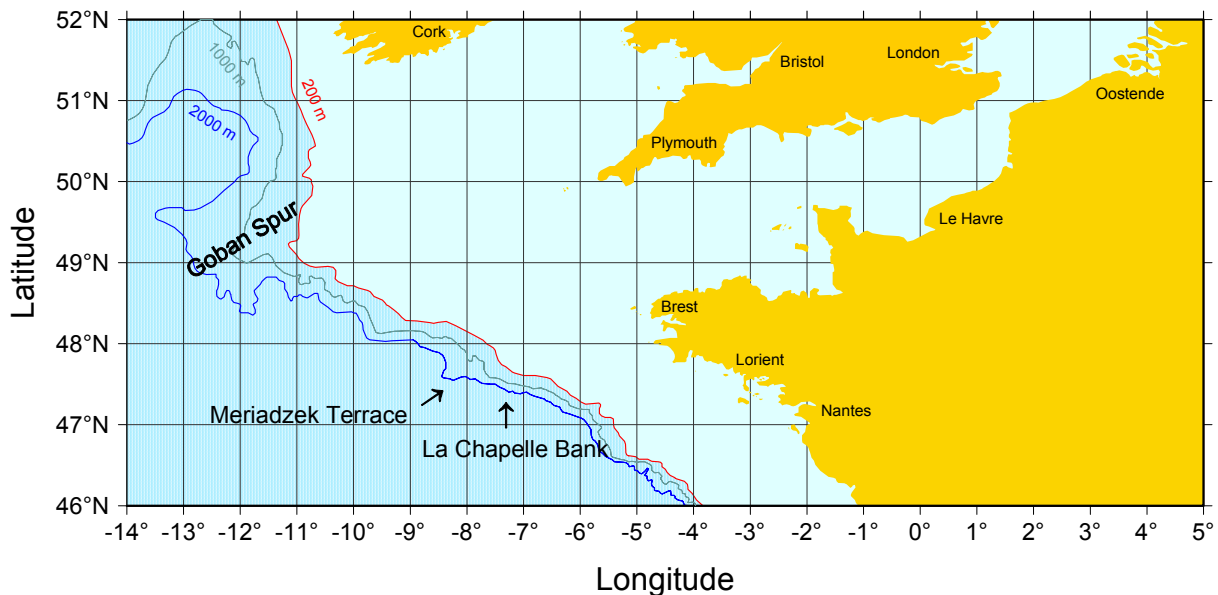 52°N
51°N
50°N
49°N
48°N
47°N
46°N
Latitude
Cork
Bristol
London
Oostende
Plymouth
Le Havre
Brest
Lorient
Nantes
1000 m
200 m
2000 m
Goban Spur
Meriadzek Terrace
La Chapelle Bank
-14 -13° -12° -11° -10° -9° -8° -7° -6° -5° -4° -3° -2° -1° 0° 1° 2° 3° 4° 5°
Longitude